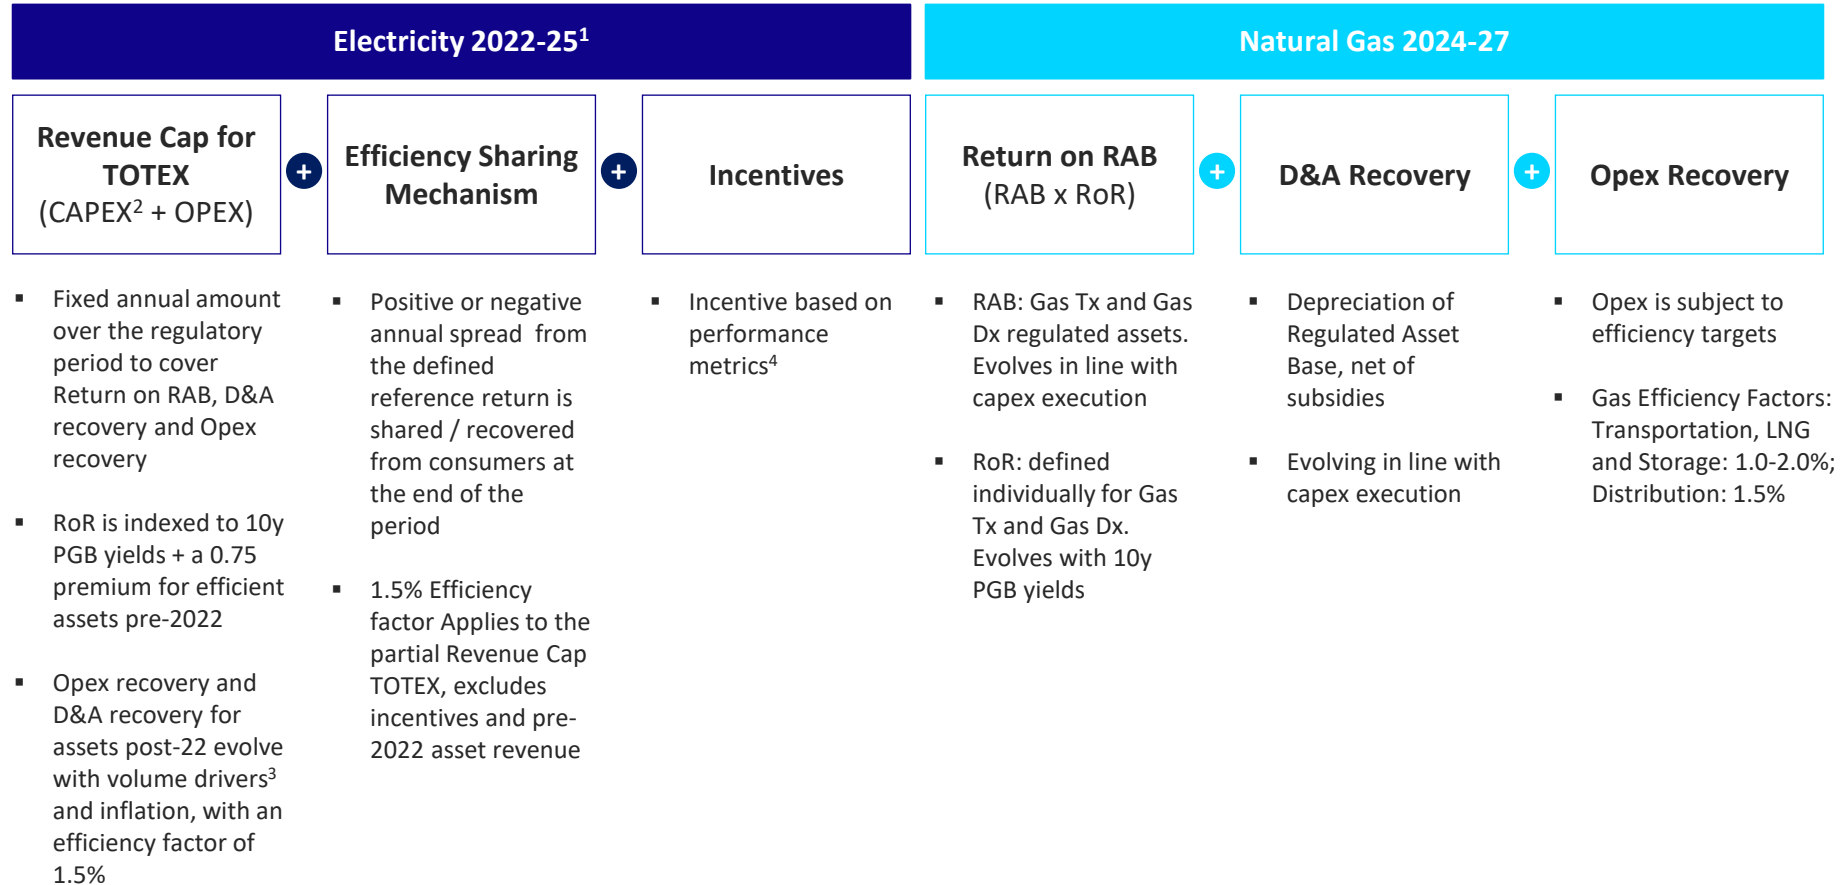 Electricity 2022-25¹
Natural Gas 2024-27
Revenue Cap for
TOTEX
(CAPEX² + OPEX)
+
Efficiency Sharing
Mechanism
+
Incentives
Return on RAB
(RAB x RoR)
+
D&A Recovery
+
Opex Recovery
▪ Fixed annual amount
over the regulatory
period to cover
Return on RAB, D&A
recovery and Opex
recovery
▪ RoR is indexed to 10y
PGB yields + a 0.75
premium for efficient
assets pre-2022
▪ Opex recovery and
D&A recovery for
assets post-22 evolve
with volume drivers³
and inflation, with an
efficiency factor of
1.5%
▪ Positive or negative
annual spread from
the defined
reference return is
shared / recovered
from consumers at
the end of the
period
▪ 1.5% Efficiency
factor Applies to the
partial Revenue Cap
TOTEX, excludes
incentives and pre-
2022 asset revenue
▪ Incentive based on
performance
metrics⁴
▪ RAB: Gas Tx and Gas
Dx regulated assets.
Evolves in line with
capex execution
▪ RoR: defined
individually for Gas
Tx and Gas Dx.
Evolves with 10y
PGB yields
▪ Depreciation of
Regulated Asset
Base, net of
subsidies
▪ Evolving in line with
capex execution
▪ Opex is subject to
efficiency targets
▪ Gas Efficiency Factors:
Transportation, LNG
and Storage: 1.0-2.0%;
Distribution: 1.5%